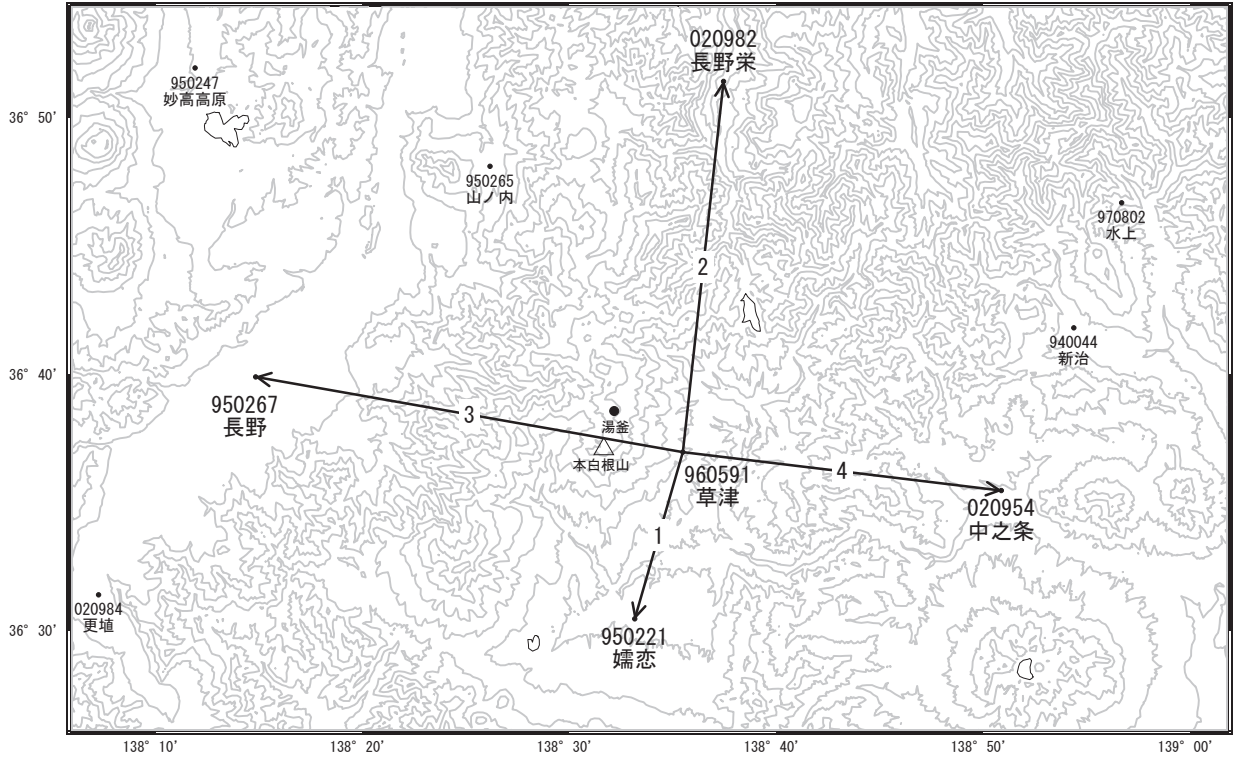 020982
長野栄
950247
妙高高原
36° 50′
950265
山ノ内
970802
水上
2
940044
新治
36° 40′
950267
長野
3
湯釜
本白根山
960591
草津
4
020954
中之条
1
020984
更埴
36° 30′
950221
嬬恋
138° 10′
138° 20′
138° 30′
138° 40′
138° 50′
139° 00′